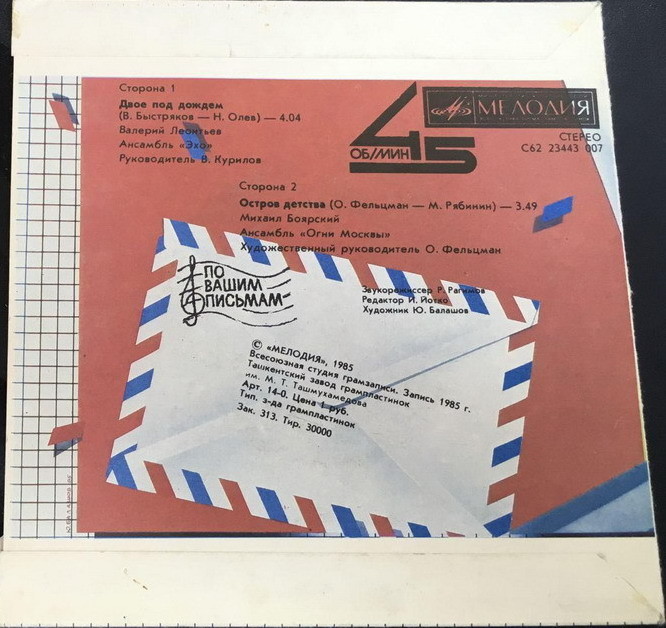 Сторона 1
Двое под дождем
(В. Быстряков — Н. Олев) — 4.04
Валерий Леонтьев
Ансамбль «Эхо»
Руководитель В. Курилов
45
ОБ/МИН
МЕЛОДИЯ
СТЕРЕО
С62 23443 007
Сторона 2
Остров детства (О. Фельцман — М. Рябинин) — 3.49
Михаил Боярский
Ансамбль «Огни Москвы»
Художественный руководитель О. Фельцман
ПО
ВАШИМ
ПИСЬМАМ
Звукорежиссер Р. Рагимов
Редактор И. Йотко
Художник Ю. Балашов
© «МЕЛОДИЯ», 1985
Всесоюзная студия грамзаписи. Запись 1985 г.
Ташкентский завод грампластинок
им. М. Т. Ташмухамедова
Арт. 14-0. Цена 1 руб.
Тип. з-да грампластинок
Зак. 313. Тир. 30000